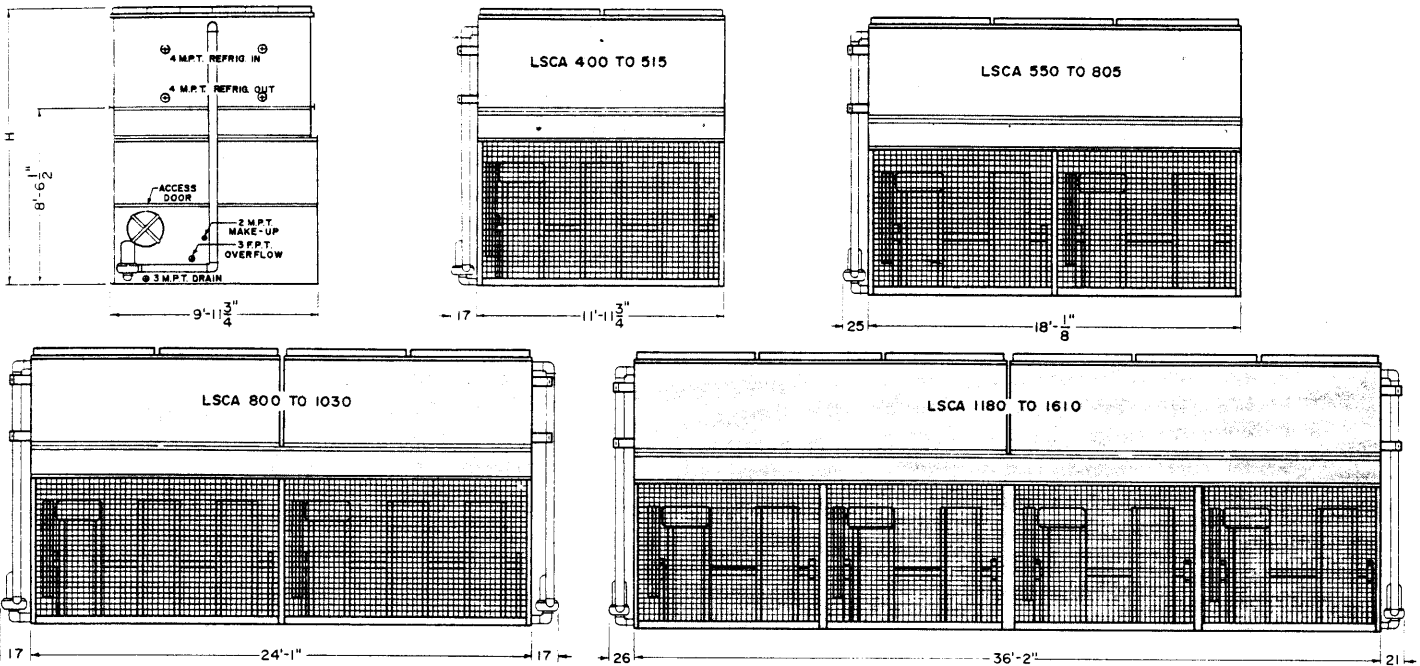 4 M.P.T. REFRIG. IN
4 M.P.T. REFRIG. OUT
H
8'-6 1/2"
ACCESS
DOOR
2 M.P.T.
MAKE-UP
3 F.P.T.
OVERFLOW
3 M.P.T. DRAIN
9'-11 3/4"
LSCA 400 TO 515
17
11'-11 3/4"
LSCA 550 TO 805
25
18'-1/8"
LSCA 800 TO 1030
17
24'-1"
17
LSCA 1180 TO 1610
26
36'-2"
21